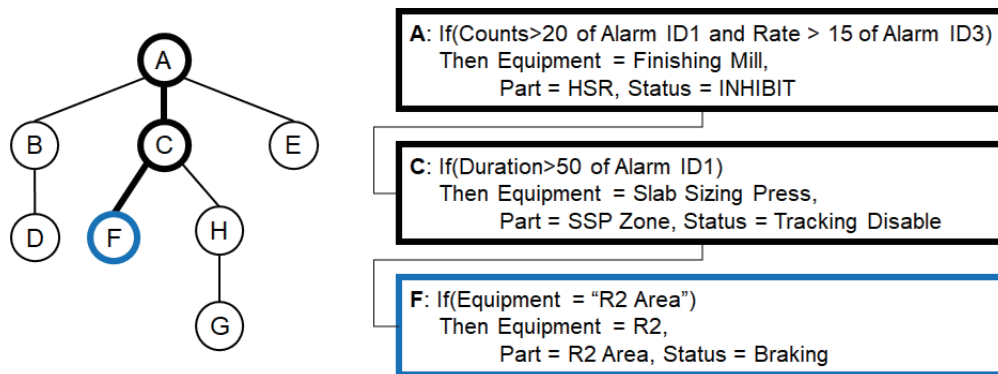 A
B
C
E
D
F
H
G
A: If(Counts>20 of Alarm ID1 and Rate > 15 of Alarm ID3)
Then Equipment = Finishing Mill,
Part = HSR, Status = INHIBIT
C: If(Duration>50 of Alarm ID1)
Then Equipment = Slab Sizing Press,
Part = SSP Zone, Status = Tracking Disable
F: If(Equipment = “R2 Area”)
Then Equipment = R2,
Part = R2 Area, Status = Braking